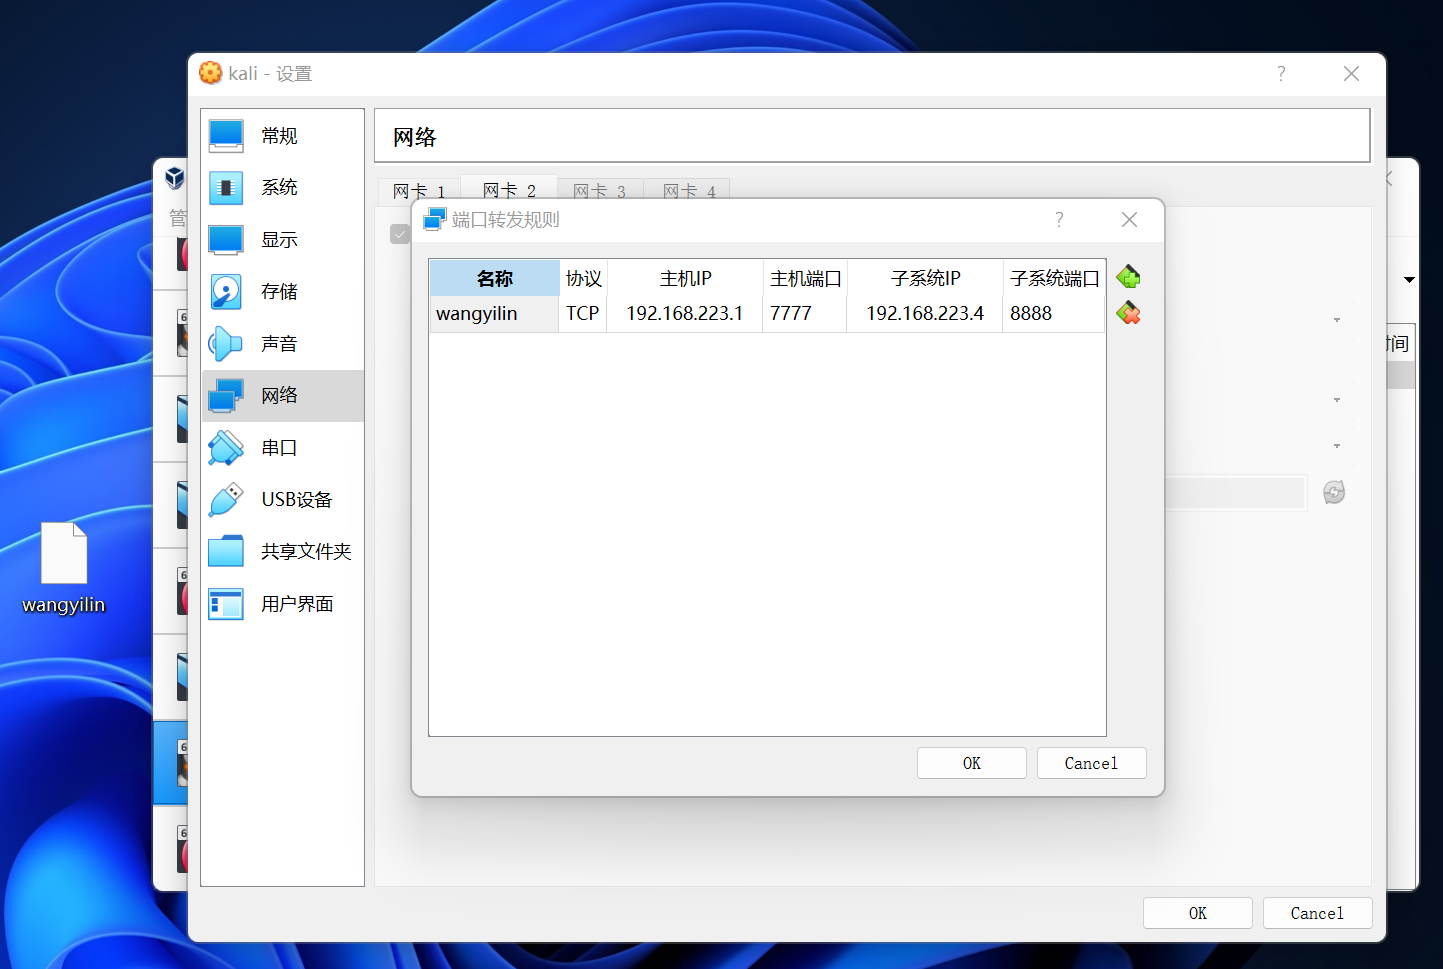 kali - 设置
?
网络
常规
系统
显示
存储
声音
网络
串口
USB设备
共享文件夹
用户界面
网卡 1
网卡 2
网卡 3
网卡 4
管
端口转发规则
?
名称 协议 主机IP 主机端口 子系统IP 子系统端口
wangyilin TCP 192.168.223.1 7777 192.168.223.4 8888
OK
Cancel
间
wangyilin
OK
Cancel